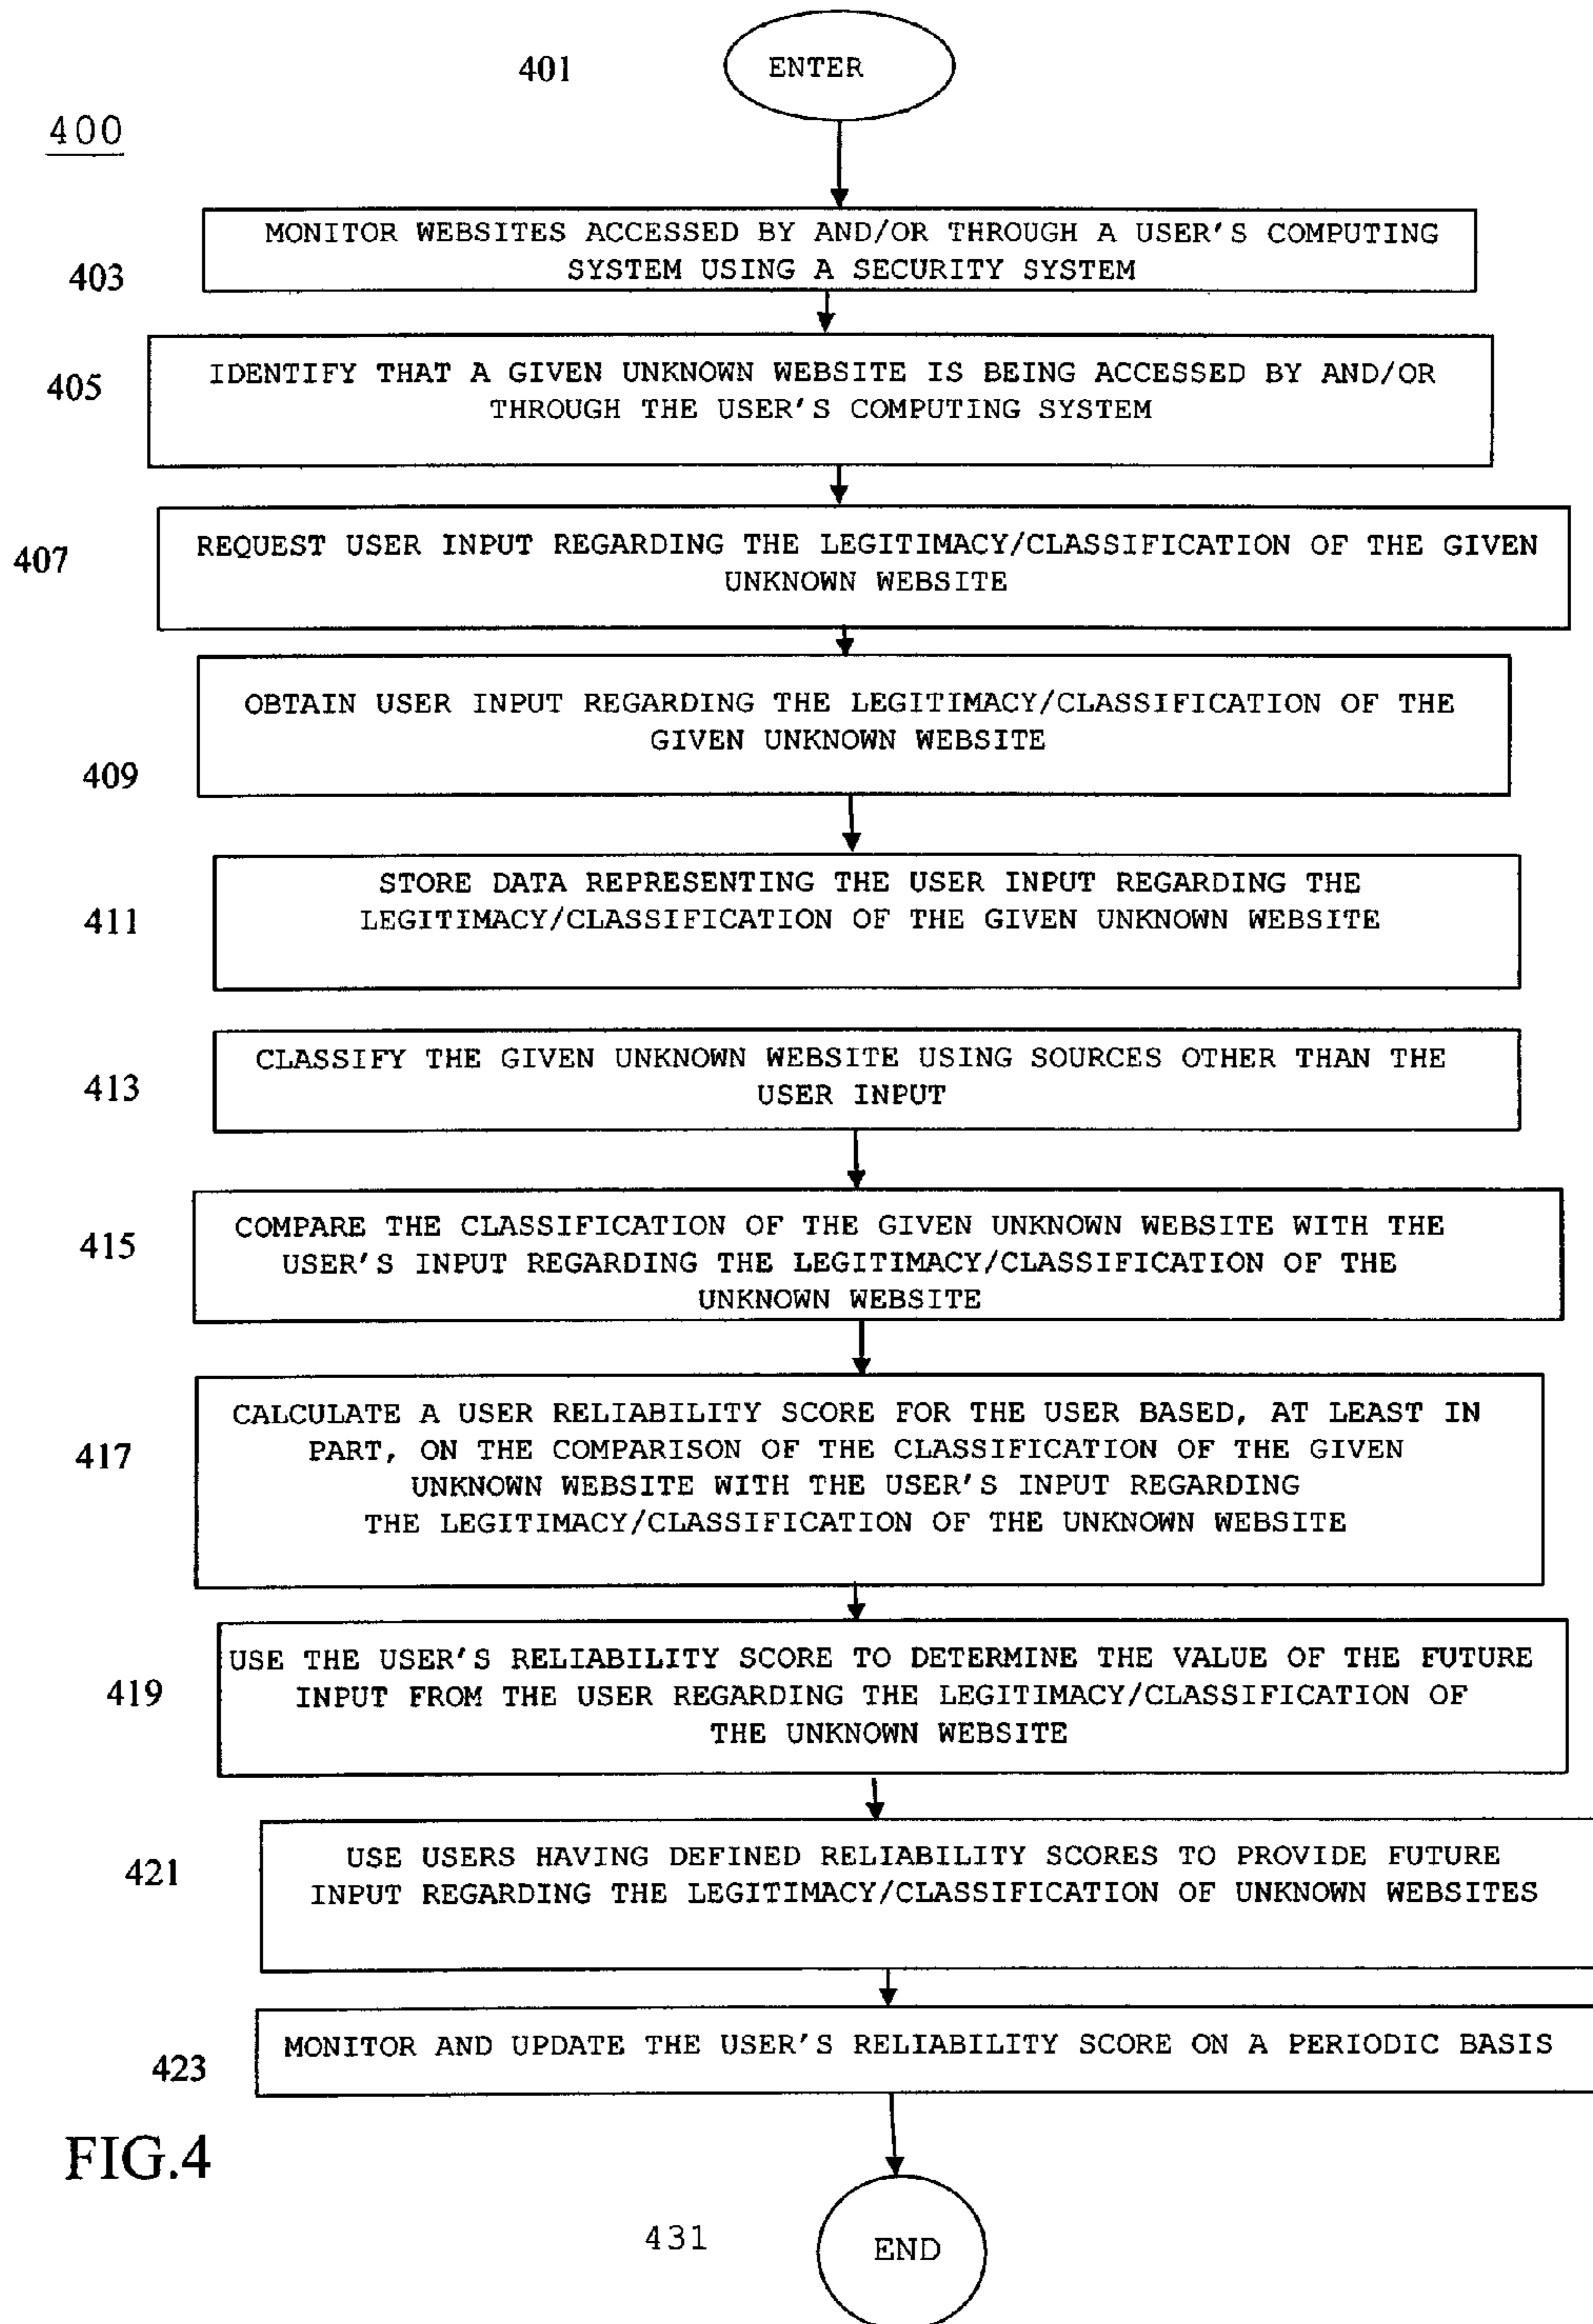 401
ENTER
400
MONITOR WEBSITES ACCESSED BY AND/OR THROUGH A USER'S COMPUTING
SYSTEM USING A SECURITY SYSTEM
403
IDENTIFY THAT A GIVEN UNKNOWN WEBSITE IS BEING ACCESSED BY AND/OR
THROUGH THE USER'S COMPUTING SYSTEM
405
REQUEST USER INPUT REGARDING THE LEGITIMACY/CLASSIFICATION OF THE GIVEN
UNKNOWN WEBSITE
407
OBTAIN USER INPUT REGARDING THE LEGITIMACY/CLASSIFICATION OF THE
GIVEN UNKNOWN WEBSITE
409
STORE DATA REPRESENTING THE USER INPUT REGARDING THE
LEGITIMACY/CLASSIFICATION OF THE GIVEN UNKNOWN WEBSITE
411
CLASSIFY THE GIVEN UNKNOWN WEBSITE USING SOURCES OTHER THAN THE
USER INPUT
413
COMPARE THE CLASSIFICATION OF THE GIVEN UNKNOWN WEBSITE WITH THE
USER'S INPUT REGARDING THE LEGITIMACY/CLASSIFICATION OF THE
UNKNOWN WEBSITE
415
CALCULATE A USER RELIABILITY SCORE FOR THE USER BASED, AT LEAST IN
PART, ON THE COMPARISON OF THE CLASSIFICATION OF THE GIVEN
UNKNOWN WEBSITE WITH THE USER'S INPUT REGARDING
THE LEGITIMACY/CLASSIFICATION OF THE UNKNOWN WEBSITE
417
USE THE USER'S RELIABILITY SCORE TO DETERMINE THE VALUE OF THE FUTURE
INPUT FROM THE USER REGARDING THE LEGITIMACY/CLASSIFICATION OF
THE UNKNOWN WEBSITE
419
USE USERS HAVING DEFINED RELIABILITY SCORES TO PROVIDE FUTURE
INPUT REGARDING THE LEGITIMACY/CLASSIFICATION OF UNKNOWN WEBSITES
421
MONITOR AND UPDATE THE USER'S RELIABILITY SCORE ON A PERIODIC BASIS
423
FIG.4
431
END